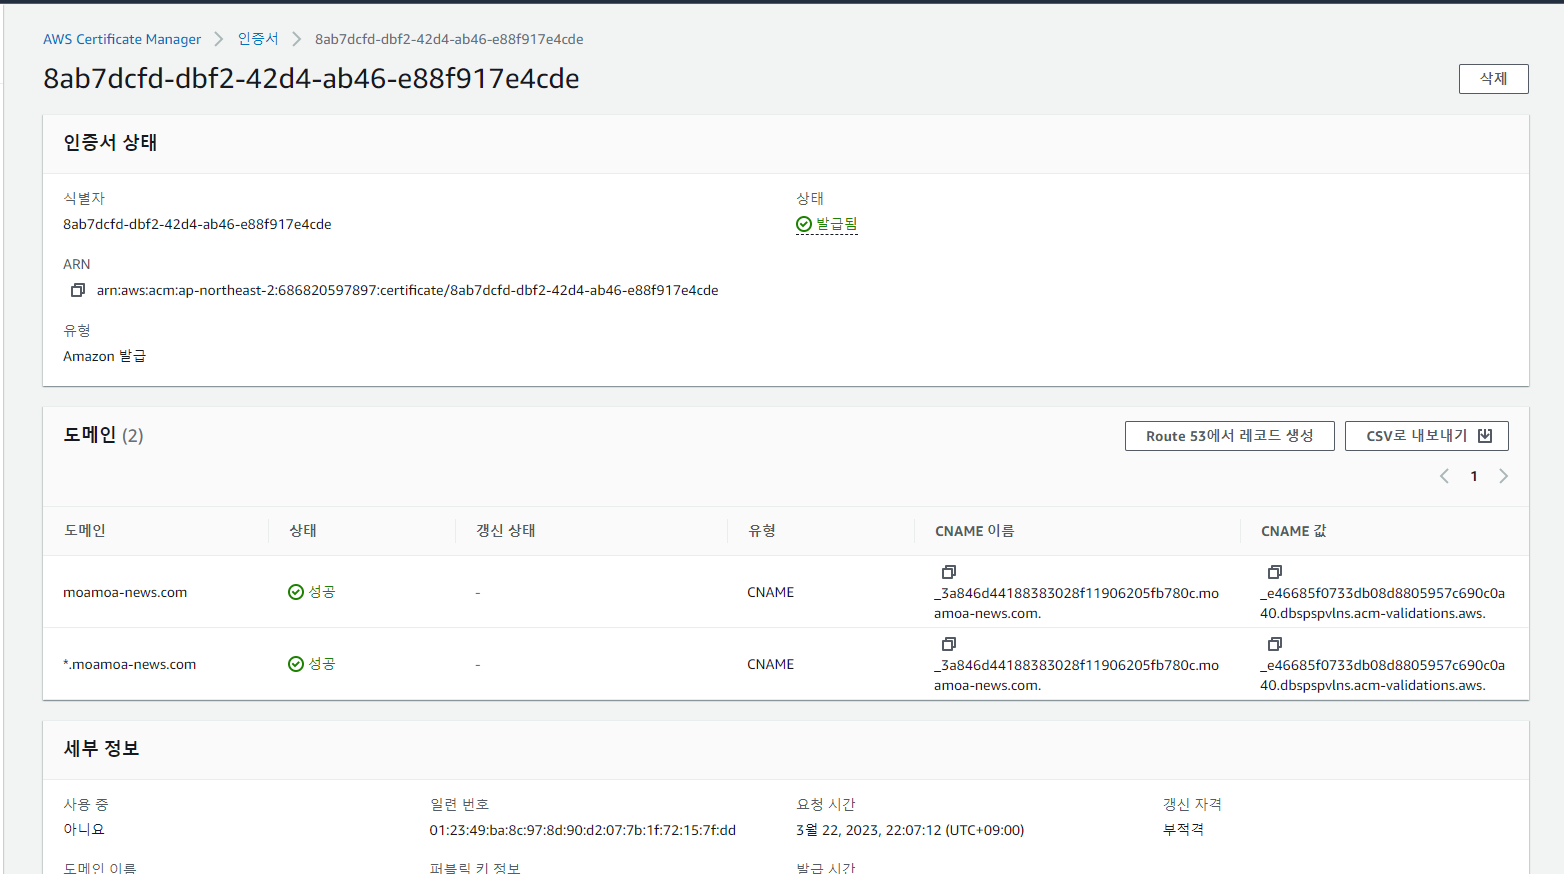 AWS Certificate Manager > 인증서 > 8ab7dcfd-dbf2-42d4-ab46-e88f917e4cde
8ab7dcfd-dbf2-42d4-ab46-e88f917e4cde
삭제
인증서 상태
식별자
8ab7dcfd-dbf2-42d4-ab46-e88f917e4cde
상태
발급됨
ARN
arn:aws:acm:ap-northeast-2:686820597897:certificate/8ab7dcfd-dbf2-42d4-ab46-e88f917e4cde
유형
Amazon 발급
도메인 (2)
Route 53에서 레코드 생성
CSV로 내보내기
1
도메인 상태 갱신 상태 유형 CNAME 이름 CNAME 값
moamoa-news.com 성공 - CNAME
_3a846d44188383028f11906205fb780c.mo
amoa-news.com.
_e46685f0733db08d8805957c690c0a
40.dbspspvlns.acm-validations.aws.
*.moamoa-news.com 성공 - CNAME
_3a846d44188383028f11906205fb780c.mo
amoa-news.com.
_e46685f0733db08d8805957c690c0a
40.dbspspvlns.acm-validations.aws.
세부 정보
사용 중
아니요
일련 번호
01:23:49:ba:8c:97:8d:90:d2:07:7b:1f:72:15:7f:dd
요청 시간
3월 22, 2023, 22:07:12 (UTC+09:00)
갱신 자격
부적격
도메인 이름
퍼블릭 키 정보
발급 시간